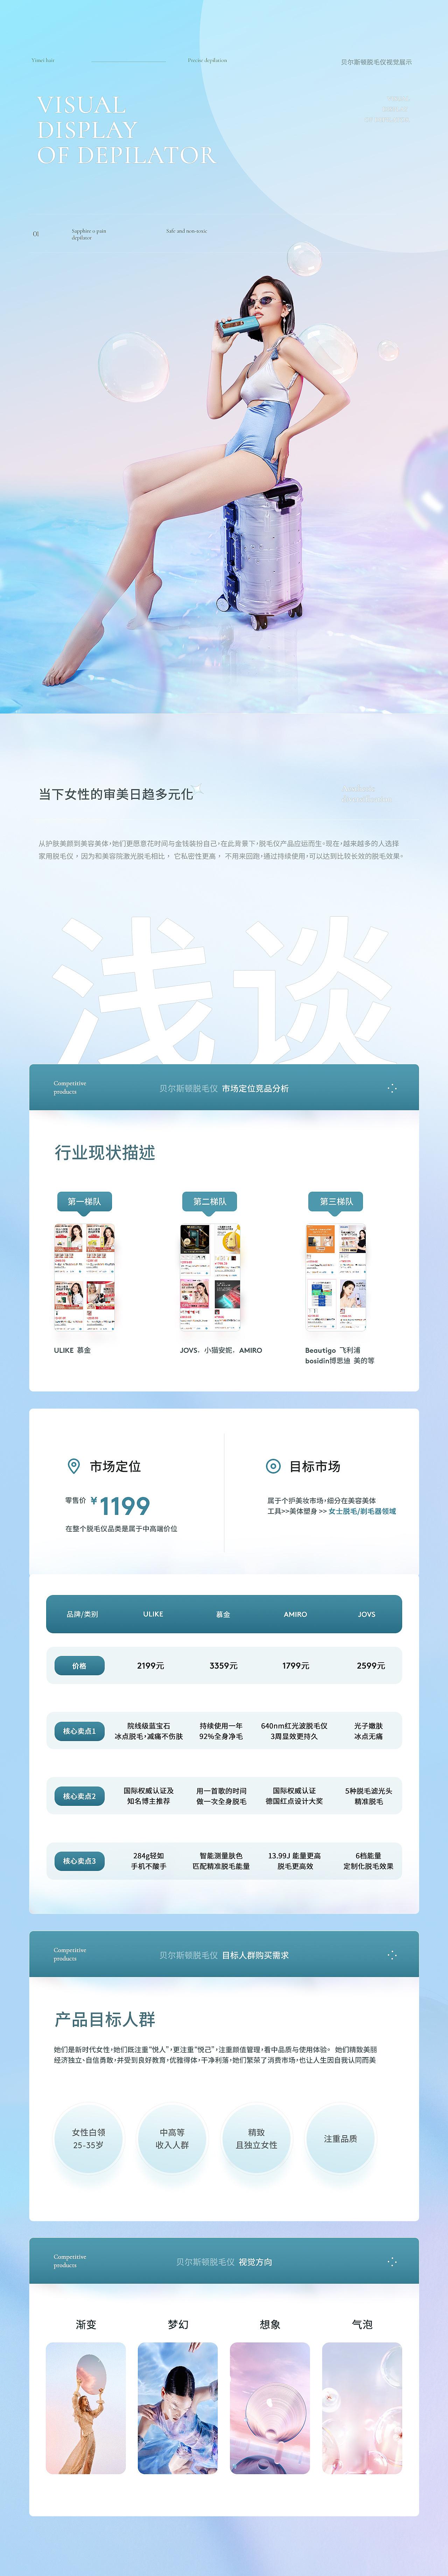 Precise depilation
贝尔斯顿脱毛仪视觉展示
VISUAL
DISPLAY
OF DEPILATOR
01
Sapphire
depilator
Safe and non-toxic
当下女性的审美日趋多元化
从护肤美颜到美容美体,她们更愿意花时间与金钱装扮自己,在此背景下,脱毛仪产品应运而生。现在,越来越多的人选择
家用脱毛仪。因为和美容院激光脱毛相比，它私密性更高，不用来回跑,通过持续使用,可以达到比较长效的脱毛效果。
浅谈
Competitive
products
贝尔斯顿脱毛仪 市场定位竞品分析
行业现状描述
第一梯队
第二梯队
第三梯队
ULIKE 慕金
JOVS、小猫安妮、AMIRO
Beautigo 飞利浦
bosidin博思迪 美的等
市场定位
零售价 ¥1199
在整个脱毛仪品类是属于中高端价位
目标市场
属于个护美妆市场,细分在美容美体
工具>>美体塑身 >> 女士脱毛/剃毛器领域
品牌/类别 ULIKE 慕金 AMIRO JOVS
价格 2199元 3359元 1799元 2599元
核心卖点1
院线级蓝宝石
冰点脱毛,减痛不伤肤
持续使用一年
92%全身净毛
640nm红光波脱毛仪
3周显效更持久
光子嫩肤
冰点无痛
核心卖点2
国际权威认证及
知名博主推荐
用一首歌的时间
做一次全身脱毛
国际权威认证
德国红点设计大奖
5种脱毛滤光头
精准脱毛
核心卖点3
284g轻如
手机不酸手
智能测量肤色
匹配精准脱毛能量
13.99J 能量更高
脱毛更高效
6档能量
定制化脱毛效果
Competitive
products
贝尔斯顿脱毛仪 目标人群购买需求
产品目标人群
她们是新时代女性,她们既注重“悦人”,更注重“悦己”,注重颜值管理,看中品质与使用体验。 她们精致美丽
经济独立,自信勇敢,并受到良好教育,优雅得体,干净利落,她们繁荣了消费市场,也让人生因自我认同而美
女性白领
25-35岁
中高等
收入人群
精致
且独立女性
注重品质
Competitive
products
贝尔斯顿脱毛仪 视觉方向
渐变
梦幻
想象
气泡